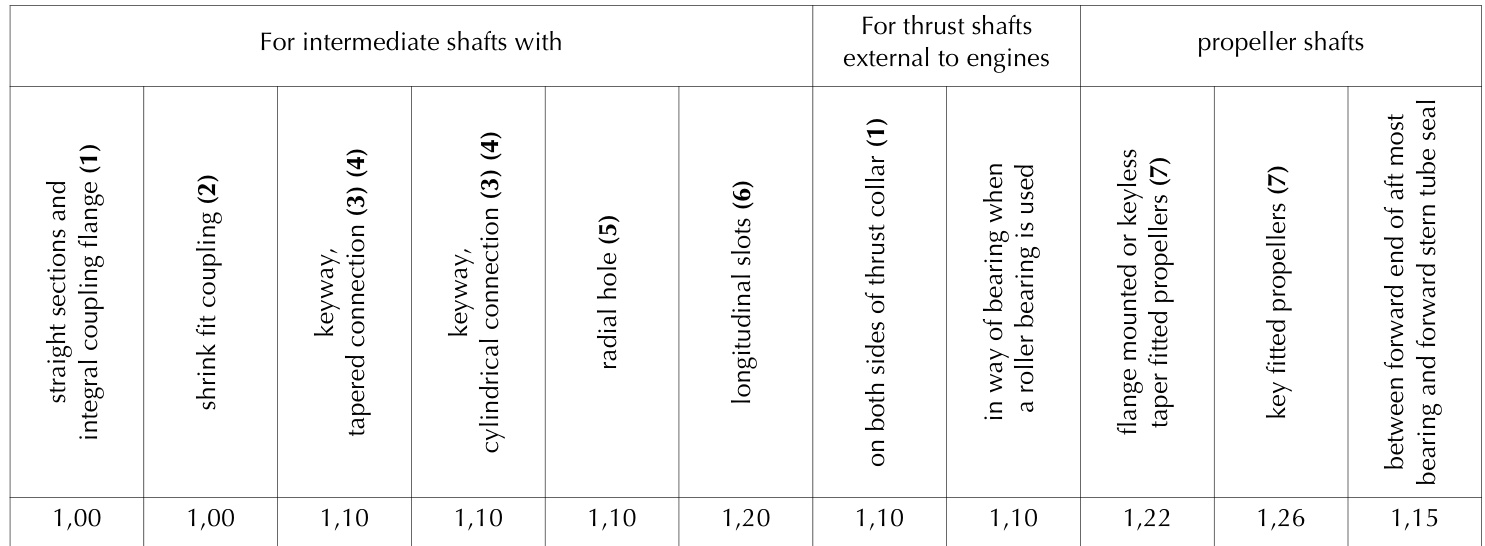 For intermediate shafts with
For thrust shafts
external to engines
propeller shafts
straight sections and
integral coupling flange (1)
shrink fit coupling (2)
keyway,
tapered connection (3) (4)
keyway,
cylindrical connection (3) (4)
radial hole (5)
longitudinal slots (6)
on both sides of thrust collar (1)
in way of bearing when
a roller bearing is used
flange mounted or keyless
taper fitted propellers (7)
key fitted propellers (7)
between forward end of aft most
bearing and forward stern tube seal
1,00 1,00 1,10 1,10 1,10 1,20 1,10 1,10 1,22 1,26 1,15